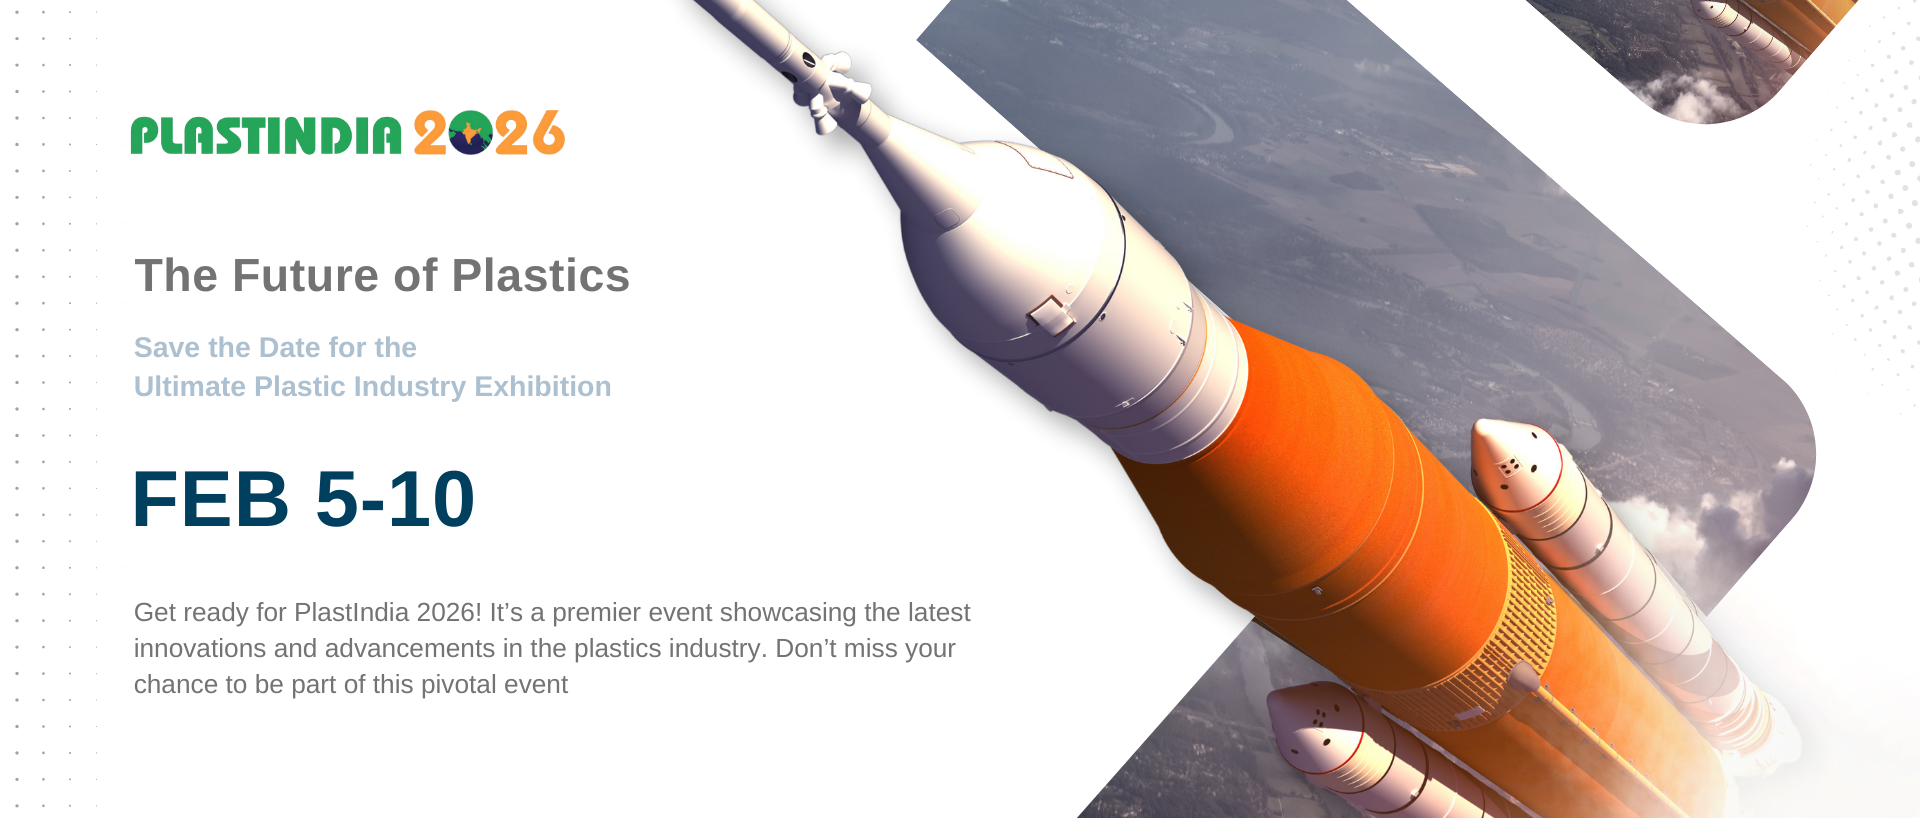 PLASTINDIA 2026
The Future of Plastics
Save the Date for the
Ultimate Plastic Industry Exhibition
FEB 5-10
Get ready for PlastIndia 2026! It’s a premier event showcasing the latest
innovations and advancements in the plastics industry. Don’t miss your
chance to be part of this pivotal event